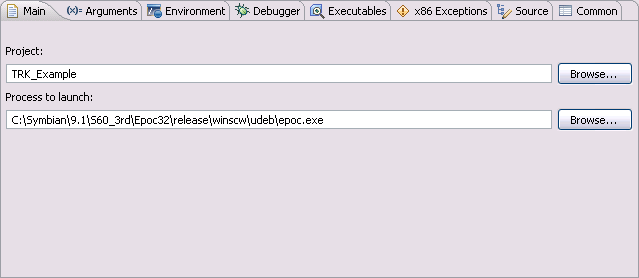 Main (x)= Arguments Environment Debugger Executables x86 Exceptions Source Common
Project:
TRK_Example Browse...
Process to launch:
C:\Symbian\9.1\S60_3rd\Epoc32\release\winscw\udeb\epoc.exe Browse...